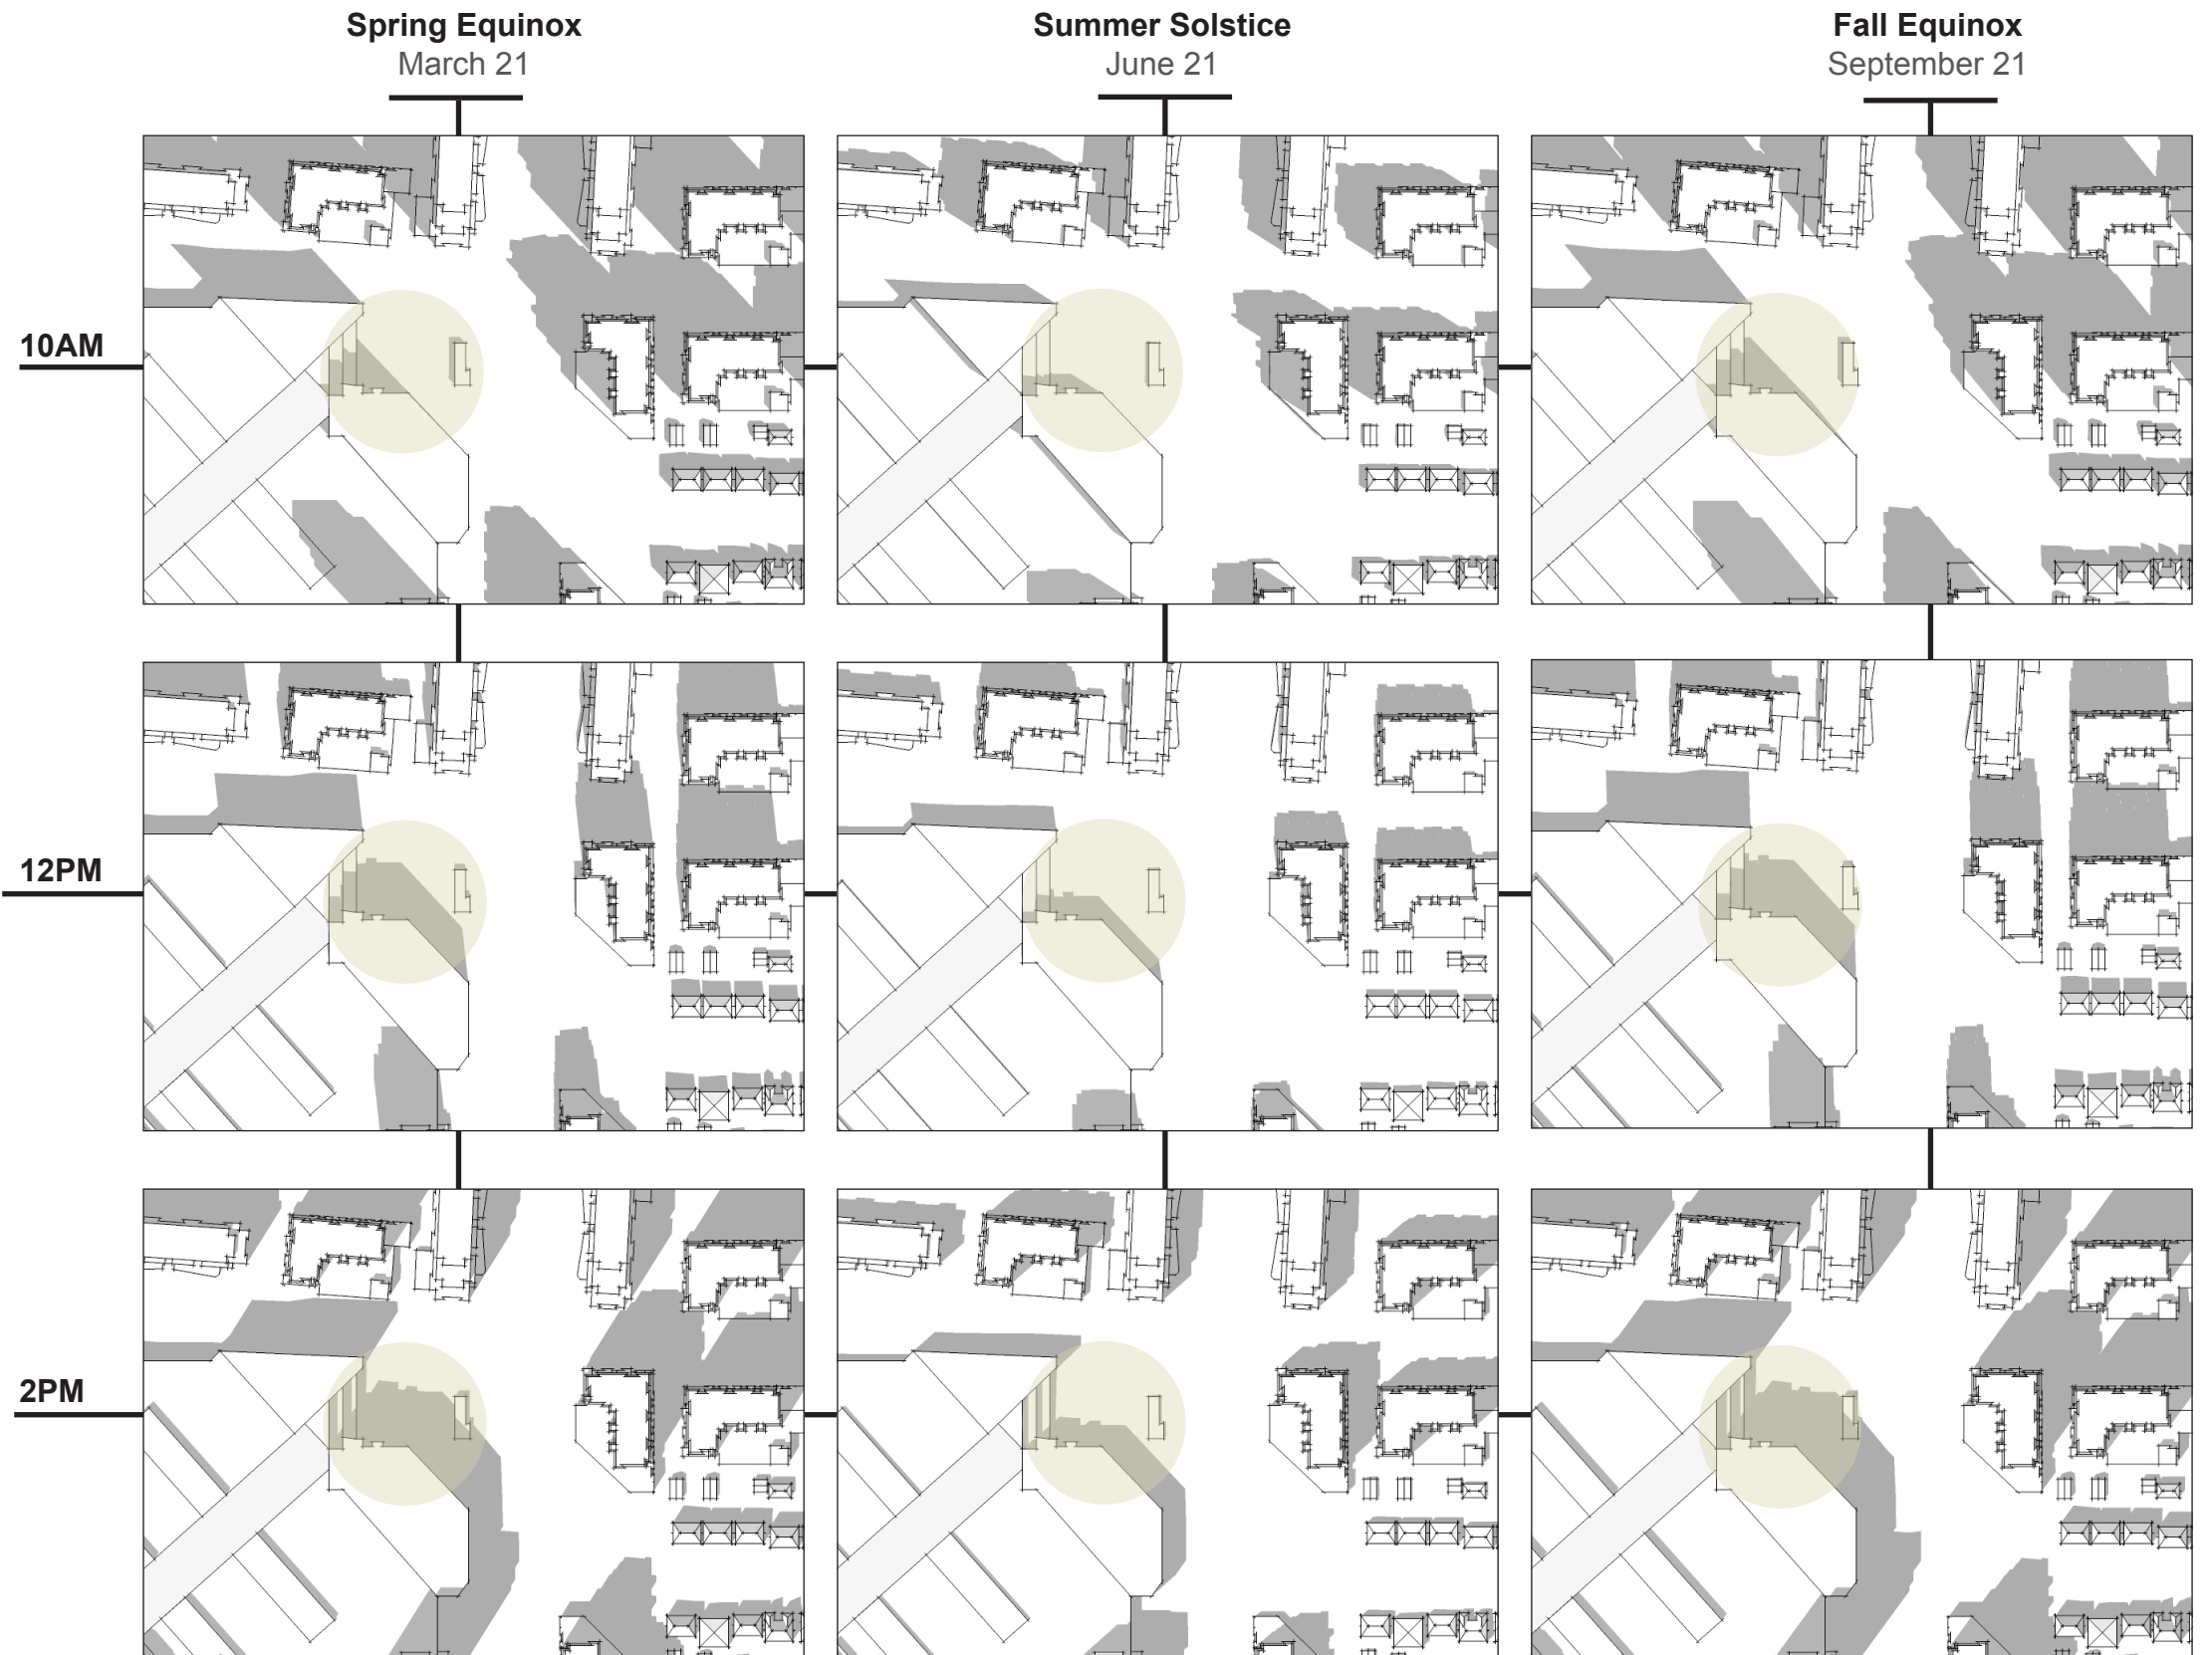 Spring Equinox
March 21
Summer Solstice
June 21
Fall Equinox
September 21
10AM
12PM
2PM